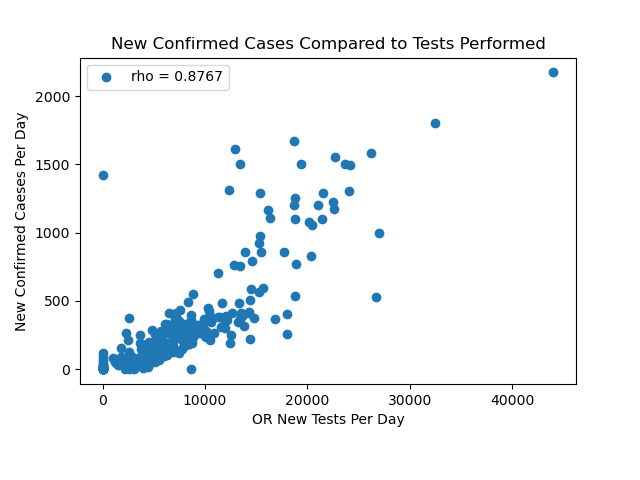 New Confirmed Cases Compared to Tests Performed
rho = 0.8767
New Confirmed Caeses Per Day
2000
1500
1000
500
0
0 10000 20000 30000 40000
OR New Tests Per Day